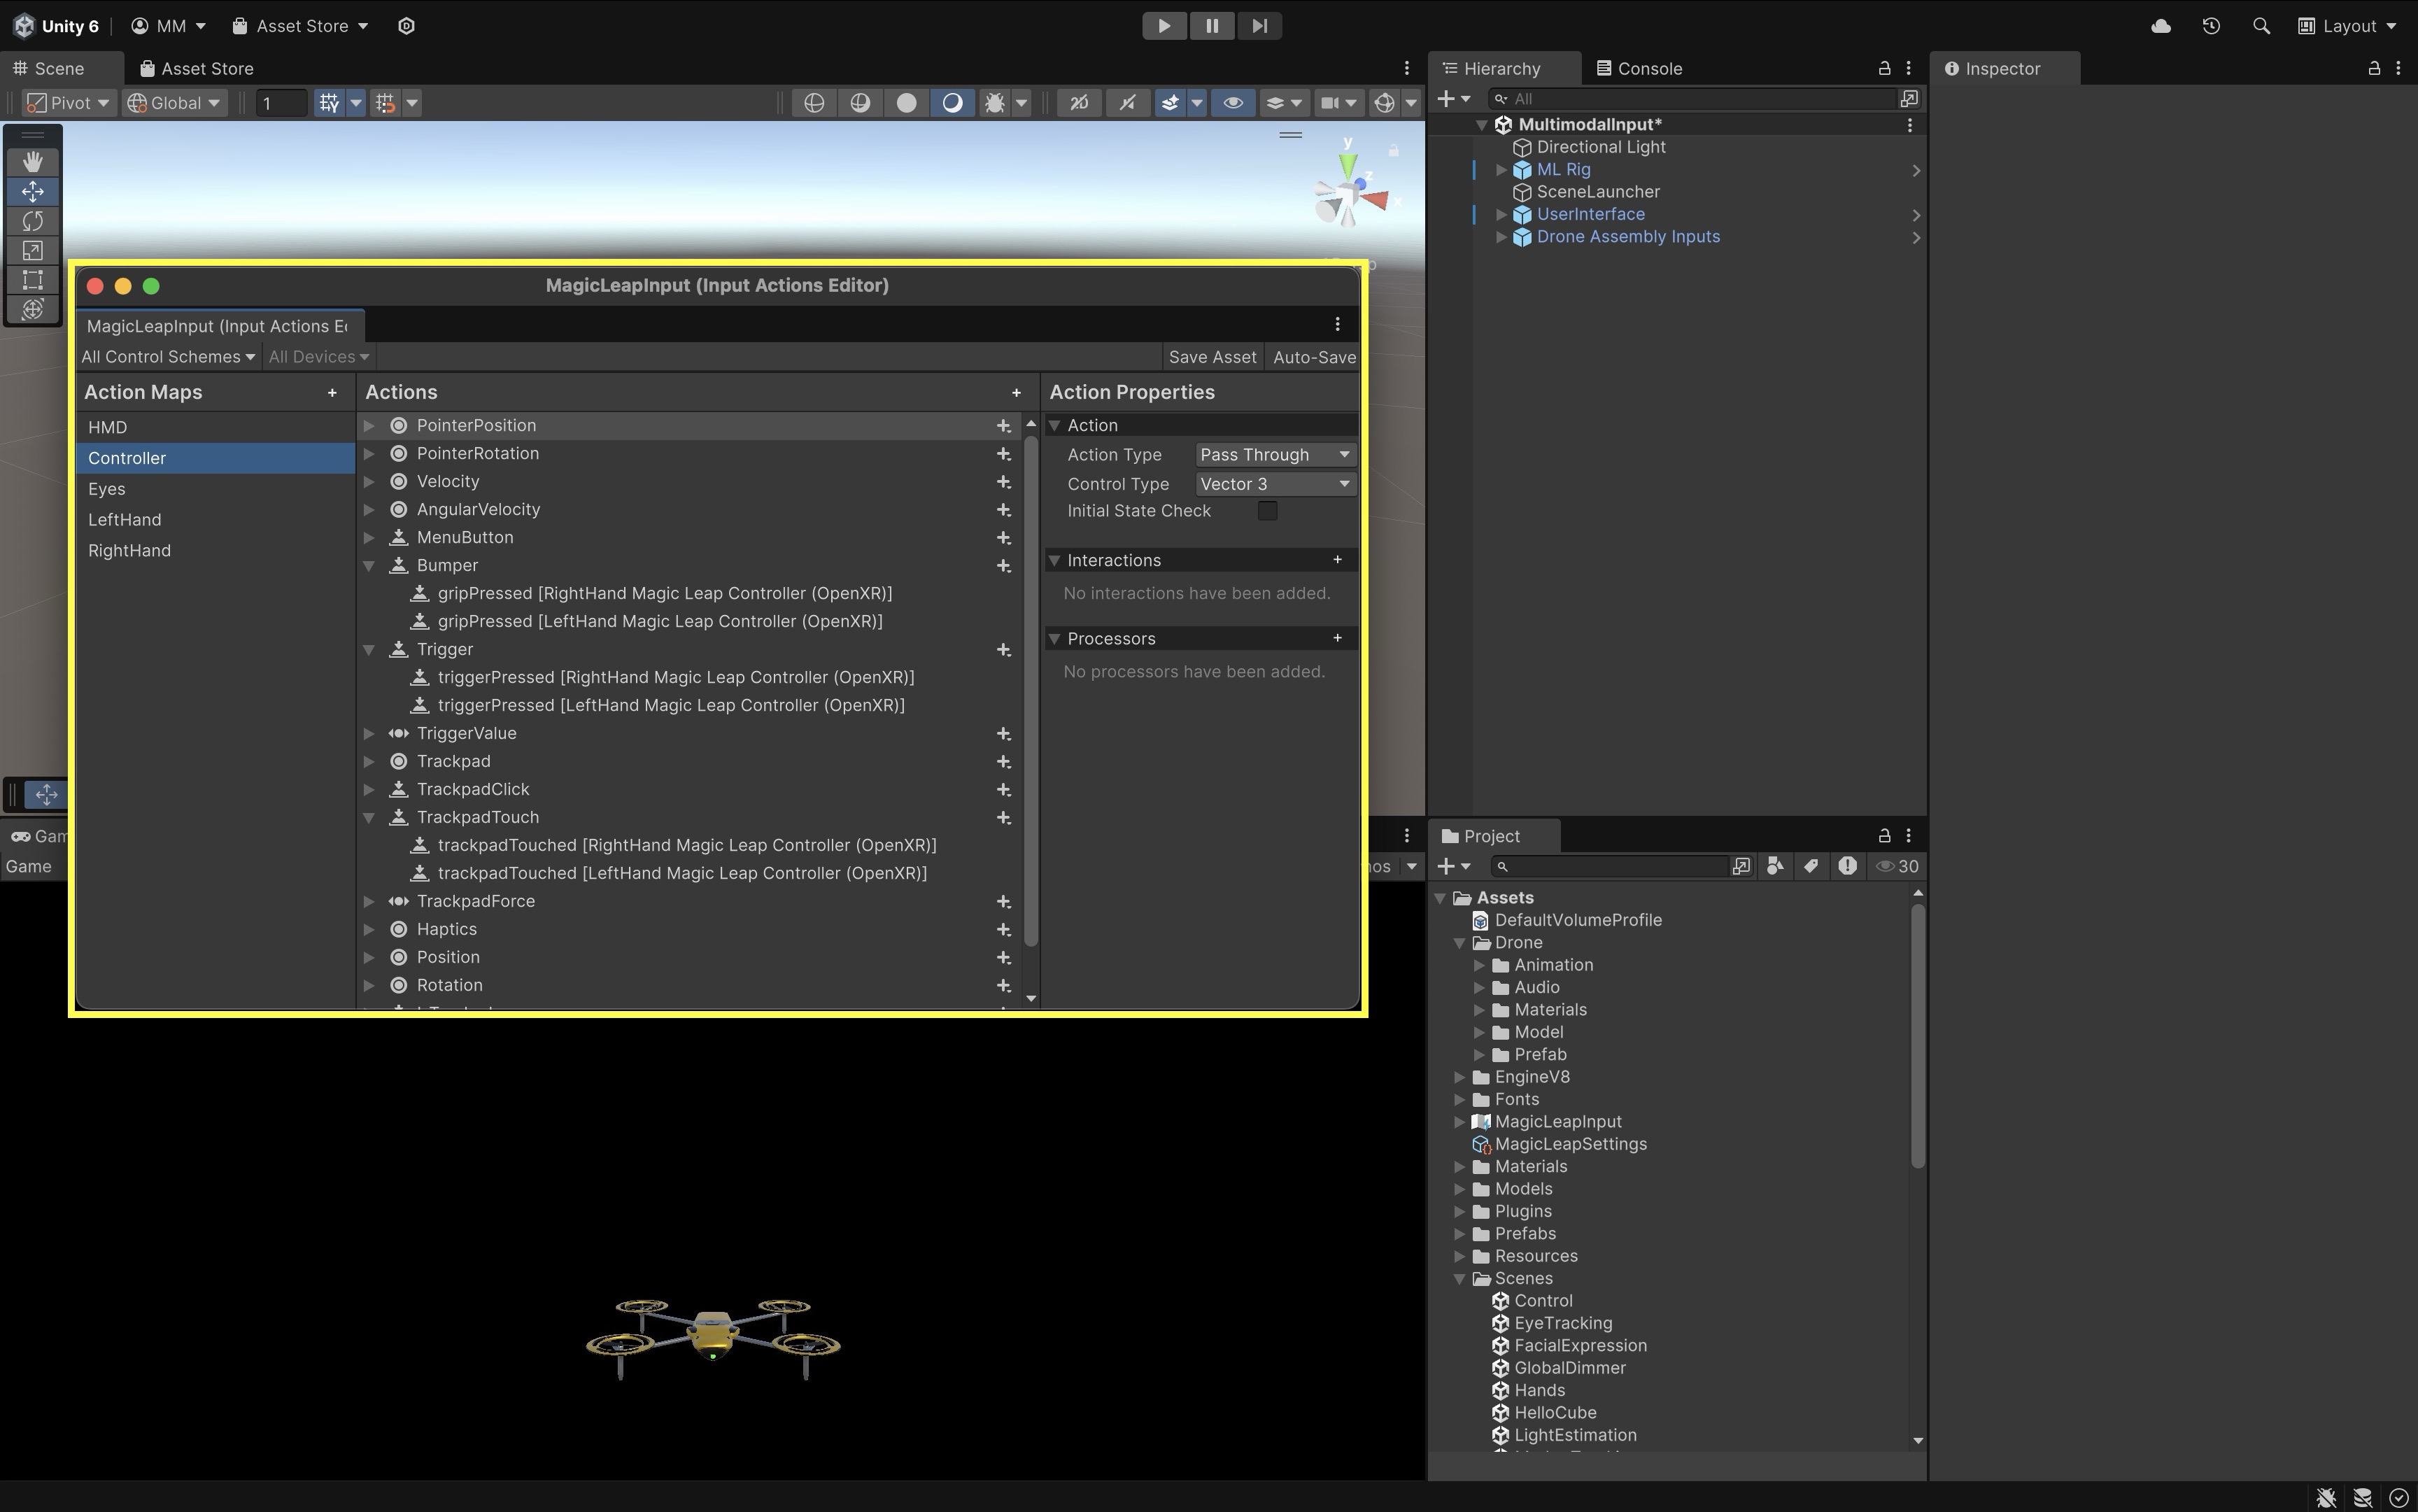 Unity 6
MM
Asset Store
Layout
Scene
Asset Store
Hierarchy
Console
Inspector
Pivot
Global
1
2D
All
MultimodalInput*
Directional Light
ML Rig
SceneLauncher
UserInterface
Drone Assembly Inputs
y
z
x
MagicLeapInput (Input Actions Editor)
MagicLeapInput (Input Actions E
All Control Schemes
All Devices
Save Asset
Auto-Save
Action Maps
Actions
Action Properties
HMD
Controller
Eyes
LeftHand
RightHand
PointerPosition
PointerRotation
Velocity
AngularVelocity
MenuButton
Bumper
gripPressed [RightHand Magic Leap Controller (OpenXR)]
gripPressed [LeftHand Magic Leap Controller (OpenXR)]
Trigger
triggerPressed [RightHand Magic Leap Controller (OpenXR)]
triggerPressed [LeftHand Magic Leap Controller (OpenXR)]
TriggerValue
Trackpad
TrackpadClick
TrackpadTouch
trackpadTouched [RightHand Magic Leap Controller (OpenXR)]
trackpadTouched [LeftHand Magic Leap Controller (OpenXR)]
TrackpadForce
Haptics
Position
Rotation
Action
Action Type
Pass Through
Control Type
Vector 3
Initial State Check
Interactions
No interactions have been added.
Processors
No processors have been added.
Gam
Game
Project
30
Assets
DefaultVolumeProfile
Drone
Animation
Audio
Materials
Model
Prefab
EngineV8
Fonts
MagicLeapInput
MagicLeapSettings
Materials
Models
Plugins
Prefabs
Resources
Scenes
Control
EyeTracking
FacialExpression
GlobalDimmer
Hands
HelloCube
LightEstimation